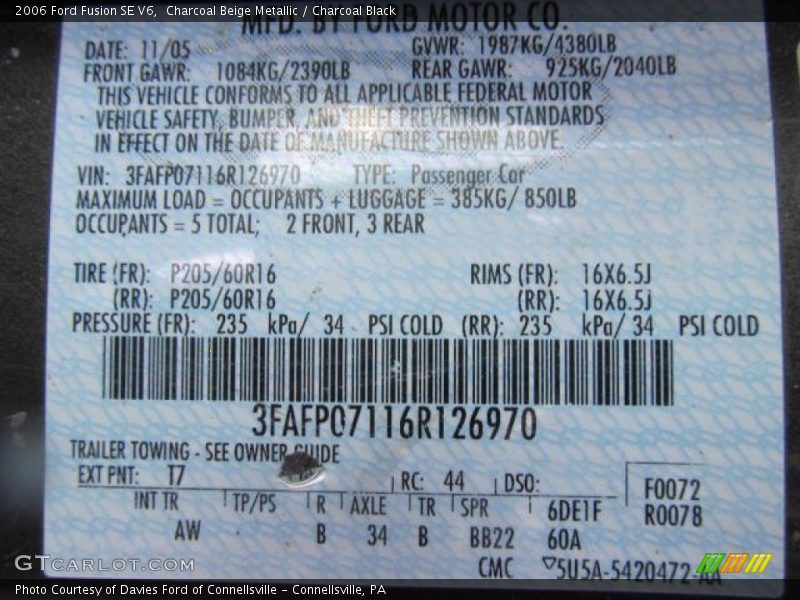 2006 Ford Fusion SE V6,  Charcoal Beige Metallic / Charcoal Black
MFD. BY FORD MOTOR CO.
DATE: 11/05 GVWR: 1987KG/4380LB
FRONT GAWR: 1084KG/2390LB REAR GAWR: 925KG/2040LB
THIS VEHICLE CONFORMS TO ALL APPLICABLE FEDERAL MOTOR
VEHICLE SAFETY, BUMPER, AND THEFT PREVENTION STANDARDS
IN EFFECT ON THE DATE OF MANUFACTURE SHOWN ABOVE.
VIN: 3FAFP07116R126970 TYPE: Passenger Car
MAXIMUM LOAD = OCCUPANTS + LUGGAGE = 385KG/ 850LB
OCCUPANTS = 5 TOTAL; 2 FRONT, 3 REAR
TIRE (FR): P205/60R16 RIMS (FR): 16X6.5J
(RR): P205/60R16 (RR): 16X6.5J
PRESSURE (FR): 235 kPa/ 34 PSI COLD (RR): 235 kPa/ 34 PSI COLD
3FAFP07116R126970
TRAILER TOWING - SEE OWNER GUIDE
EXT PNT: T7 RC: 44 DSO: F0072
INT TR TP/PS R AXLE TR SPR 6DE1F R0078
AW B 34 B BB22 60A
CMC 5U5A-5420472-AA
GTCARLOT.COM
Photo Courtesy of Davies Ford of Connellsville – Connellsville, PA